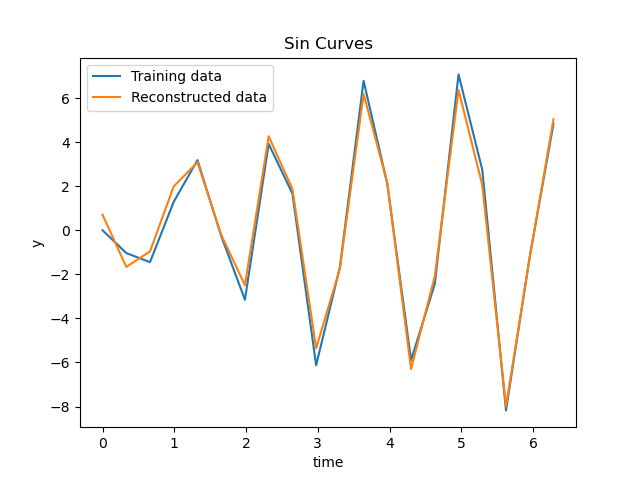 Sin Curves
Training data
Reconstructed data
6
4
2
0
−2
−4
−6
−8
y
0 1 2 3 4 5 6
time